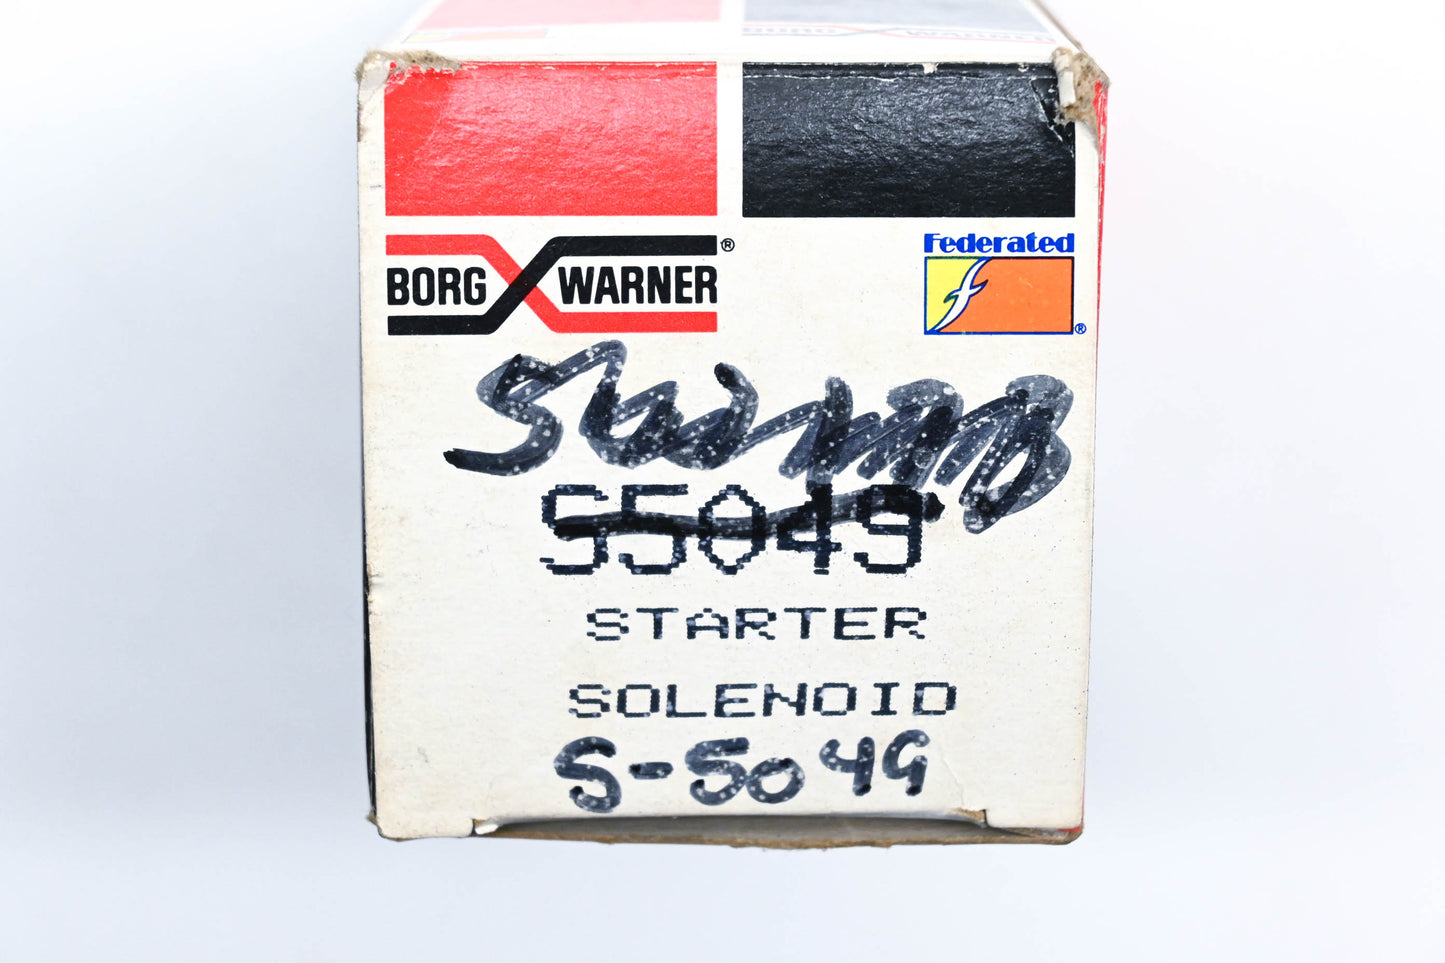 BORG WARNER ®
Federated ®
S5049
STARTER
SOLENOID
S-5049